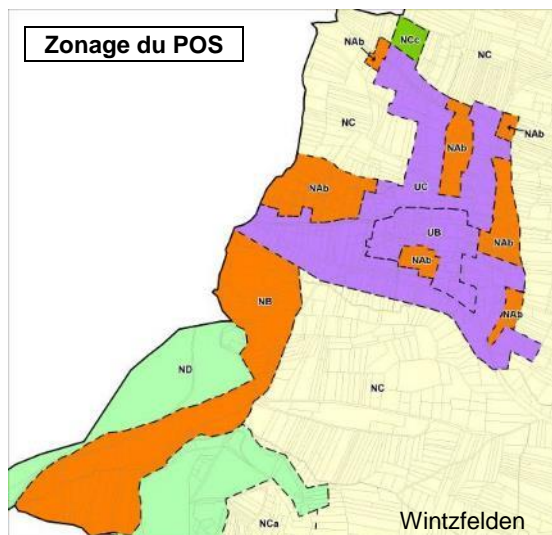 Zonage du POS
NAb
NCc
NC
NC
NAb
NAb
NAb
UC
UB
NAb
NAb
NAb
NB
ND
NC
NCa
Wintzfelden